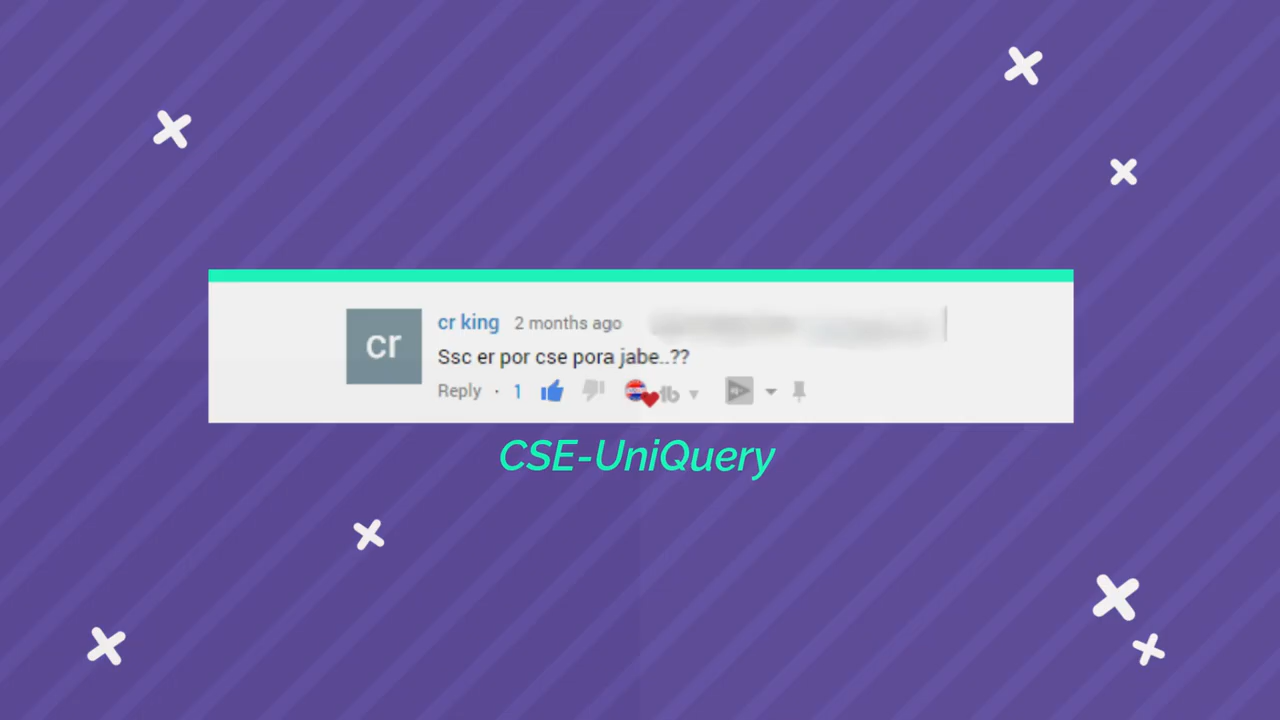 cr
cr king 2 months ago
Ssc er por cse pora jabe..??
Reply · 1
CSE-UniQuery